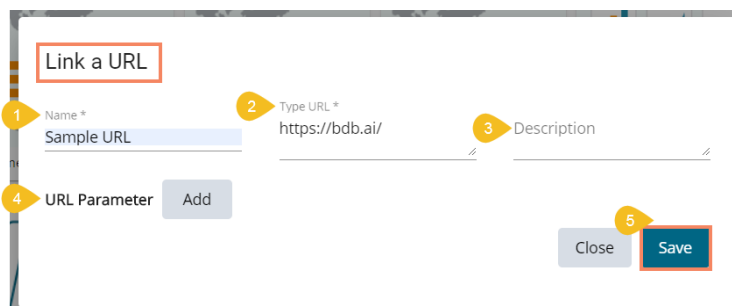 Link a URL
1 Name *
Sample URL
2 Type URL *
https://bdb.ai/
3 Description
4 URL Parameter Add
5
Close Save